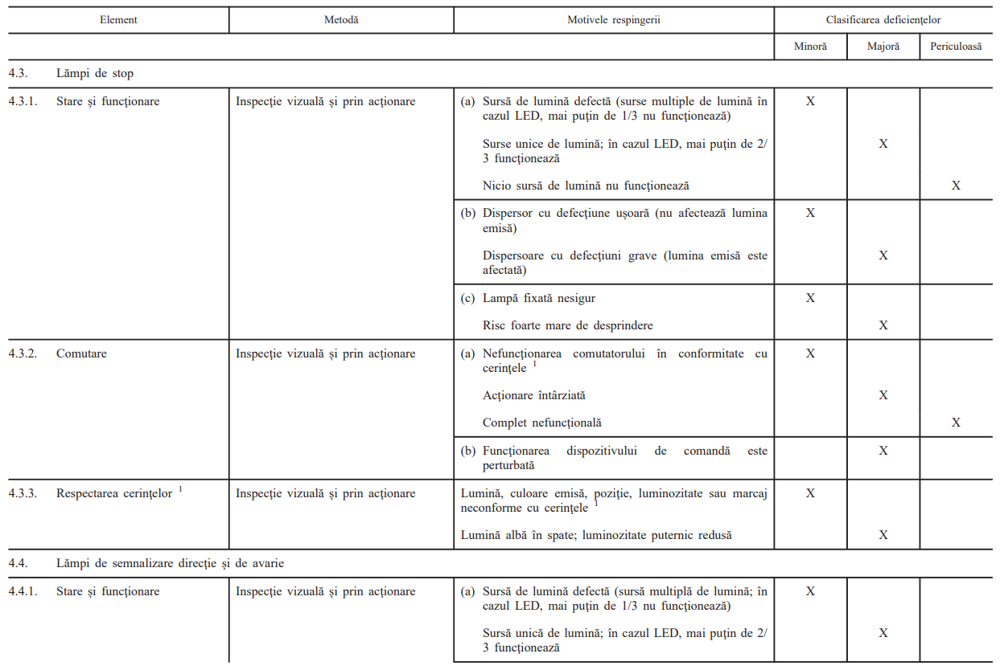 Element Metodă Motivele respingerii Clasificarea deficienţelor
Minoră Majoră Periculoasă
4.3. Lămpi de stop
4.3.1. Stare și funcţionare Inspecţie vizuală și prin acţionare (a) Sursă de lumină defectă (surse multiple de lumină în X
cazul LED, mai puţin de 1/3 nu funcţionează)
Surse unice de lumină; în cazul LED, mai puţin de 2/ X
3 funcţionează
Nicio sursă de lumină nu funcţionează X
(b) Dispersor cu defecţiune ușoară (nu afectează lumina X
emisă)
Dispersoare cu defecţiuni grave (lumina emisă este X
afectată)
(c) Lampă fixată nesigur X
Risc foarte mare de desprindere X
4.3.2. Comutare Inspecţie vizuală și prin acţionare (a) Nefuncţionarea comutatorului în conformitate cu X
cerinţele 1
Acţionare întârziată X
Complet nefuncţională X
(b) Funcţionarea dispozitivului de comandă este X
perturbată
4.3.3. Respectarea cerinţelor 1 Inspecţie vizuală și prin acţionare Lumină, culoare emisă, poziţie, luminozitate sau marcaj X
neconforme cu cerinţele 1
Lumină albă în spate; luminozitate puternic redusă X
4.4. Lămpi de semnalizare direcţie și de avarie
4.4.1. Stare și funcţionare Inspecţie vizuală și prin acţionare (a) Sursă de lumină defectă (sursă multiplă de lumină; în X
cazul LED, mai puţin de 1/3 nu funcţionează)
Sursă unică de lumină; în cazul LED, mai puţin de 2/ X
3 funcţionează